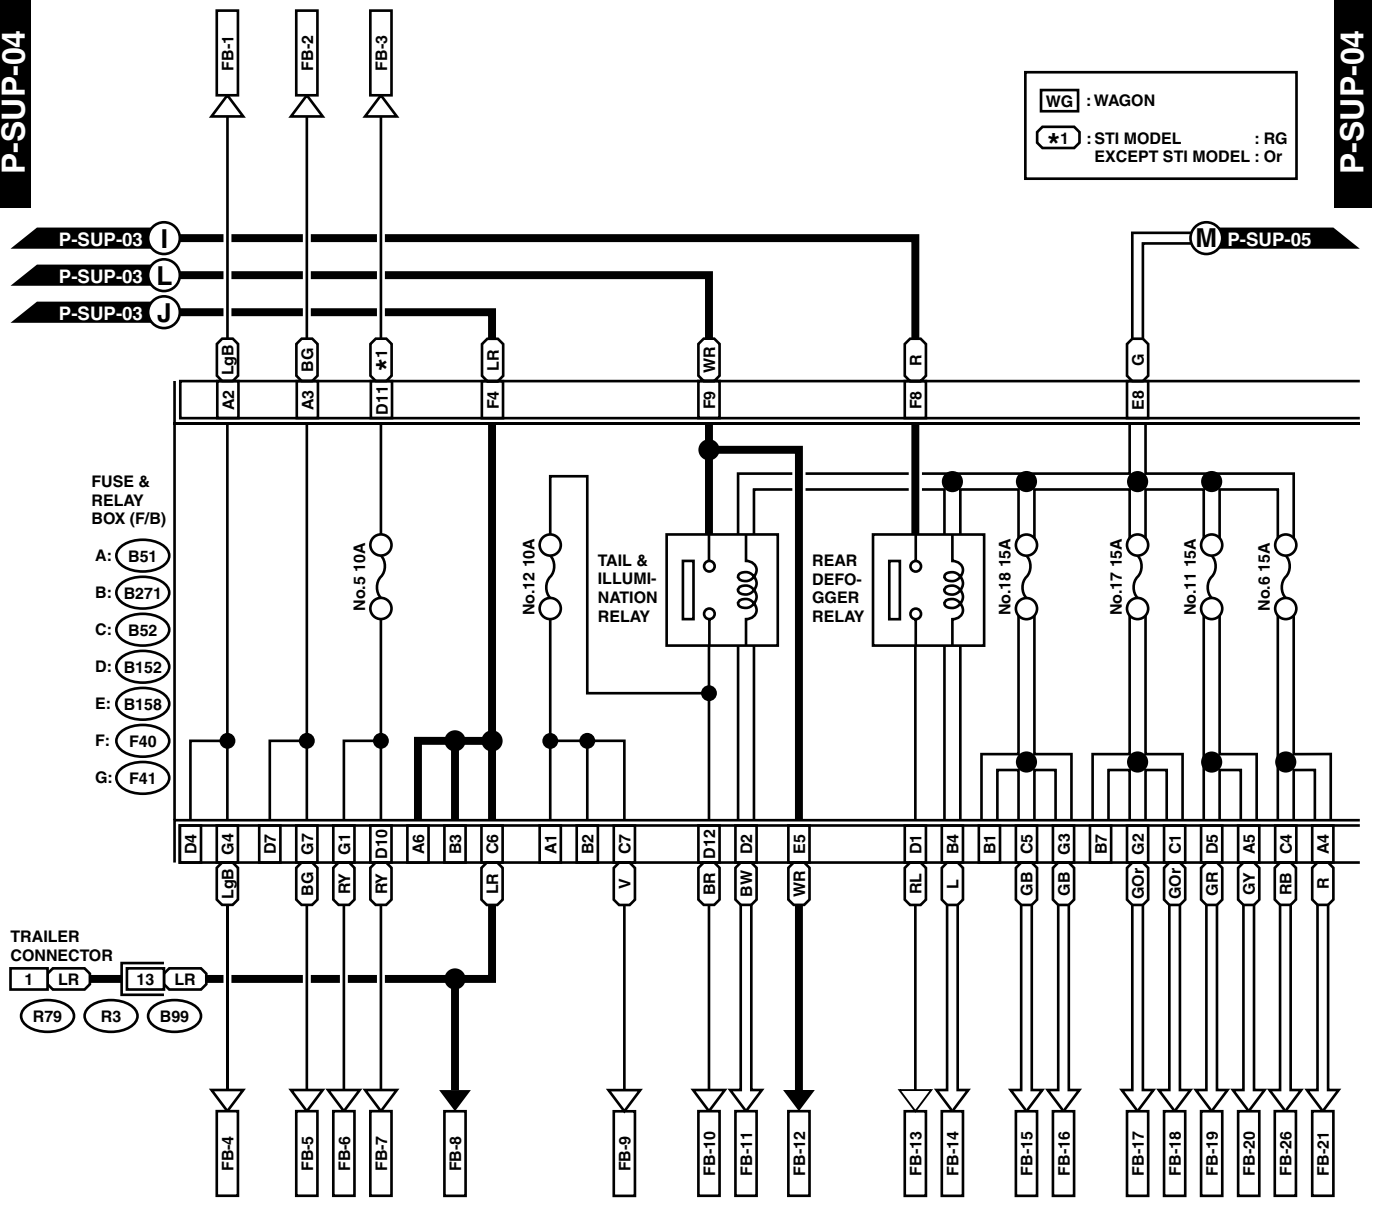 P-SUP-04
P-SUP-04
FB-1
FB-2
FB-3
WG : WAGON
*1 : STI MODEL : RG
EXCEPT STI MODEL : Or
P-SUP-03 I
M P-SUP-05
P-SUP-03 L
P-SUP-03 J
LgB
BG
*1
LR
WR
R
G
A2
A3
D11
F4
F9
F8
E8
FUSE &
RELAY
BOX (F/B)
A: B51
B: B271
C: B52
D: B152
E: B158
F: F40
G: F41
No.5 10A
No.12 10A
TAIL &
ILLUMI-
NATION
RELAY
REAR
DEFO-
GGER
RELAY
No.18 15A
No.17 15A
No.11 15A
No.6 15A
D4
G4
D7
G7
G1
D10
A6
B3
C6
A1
B2
C7
D12
D2
E5
D1
B4
B1
C5
G3
B7
G2
C1
D5
A5
C4
A4
LgB
BG
RY
RY
LR
V
BR
BW
WR
RL
L
GB
GB
GOr
GOr
GR
GY
RB
R
TRAILER
CONNECTOR
1 LR 13 LR
R79 R3 B99
FB-4
FB-5
FB-6
FB-7
FB-8
FB-9
FB-10
FB-11
FB-12
FB-13
FB-14
FB-15
FB-16
FB-17
FB-18
FB-19
FB-20
FB-26
FB-21